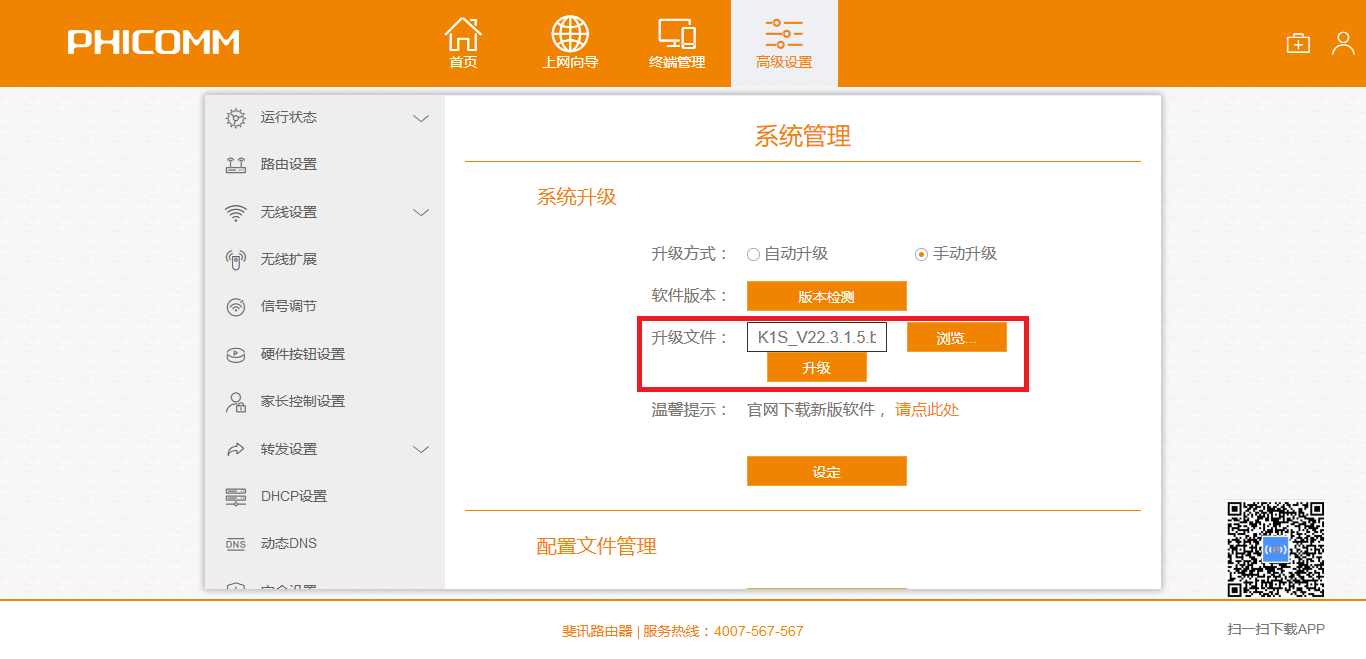 PHICOMM
首页
上网向导
终端管理
高级设置
运行状态
路由设置
无线设置
无线扩展
信号调节
硬件按钮设置
家长控制设置
转发设置
DHCP设置
DNS 动态DNS
安全设置
系统管理
系统升级
升级方式： 自动升级 手动升级
软件版本： 版本检测
升级文件： K1S_V22.3.1.5.b 浏览...
升级
温馨提示： 官网下载新版软件，请点此处
设定
配置文件管理
斐讯路由器 | 服务热线：4007-567-567
扫一扫下载APP